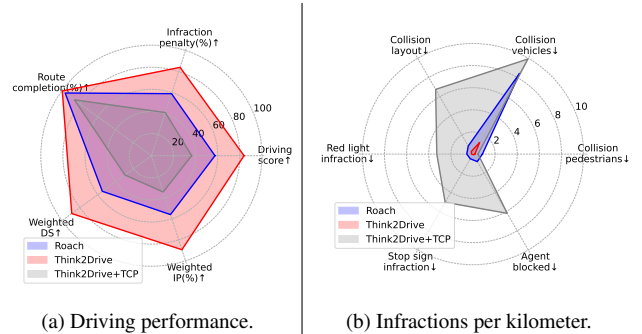 Infraction
penalty(%)↑
Route
completion(%)↑
100
80
60
40
20
Driving
score↑
Weighted
DS↑
Weighted
IP(%)↑
Roach
Think2Drive
Think2Drive+TCP
(a) Driving performance.
Collision
layout↓
Collision
vehicles↓
10
8
6
4
2
Red light
infraction↓
Collision
pedestrians↓
Roach
Think2Drive
Think2Drive+TCP
Stop sign
infraction↓
Agent
blocked↓
(b) Infractions per kilometer.